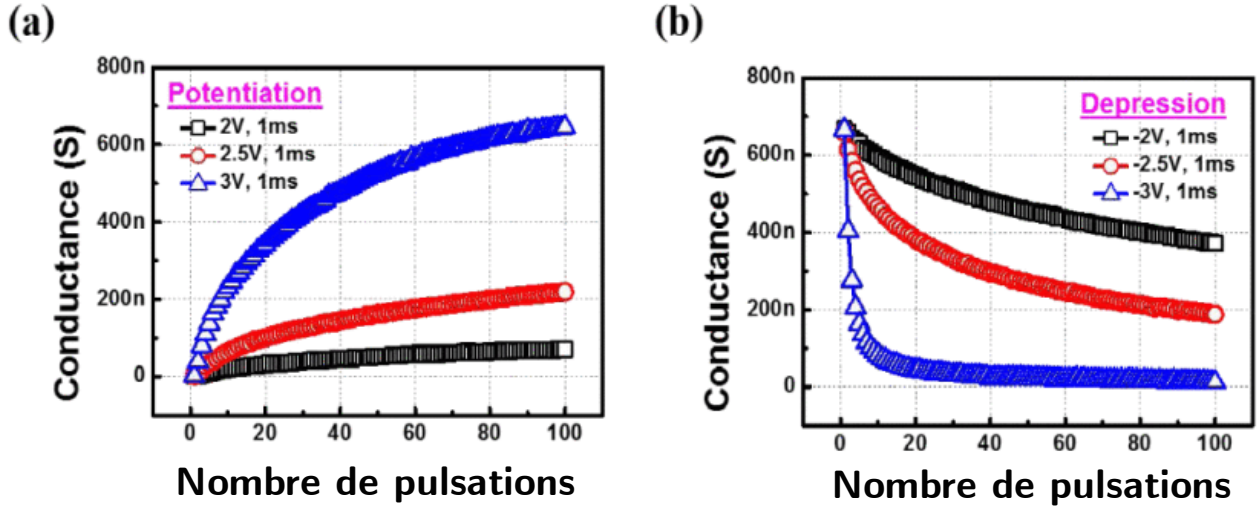 (a)
Conductance (S)
800n
600n
400n
200n
0
Potentiation
2V, 1ms
2.5V, 1ms
3V, 1ms
0 20 40 60 80 100
Nombre de pulsations
(b)
Conductance (S)
800n
600n
400n
200n
0
Depression
-2V, 1ms
-2.5V, 1ms
-3V, 1ms
0 20 40 60 80 100
Nombre de pulsations